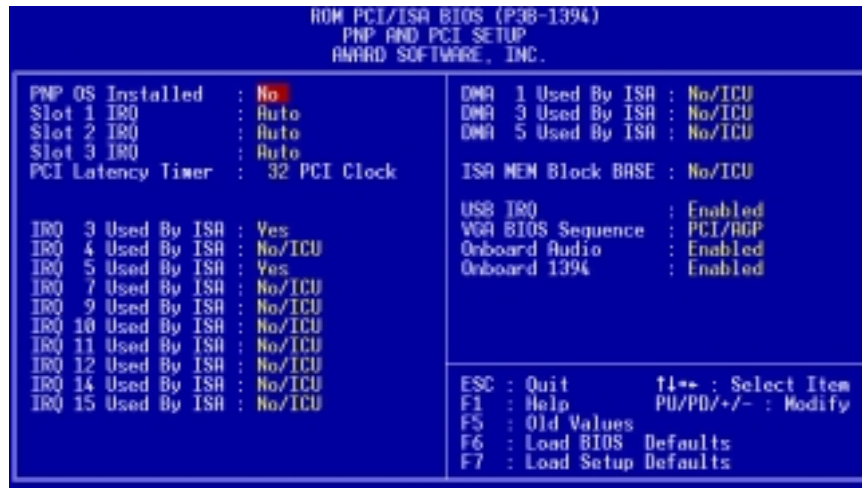 ROM PCI/ISA BIOS (P3B-1394)
PNP AND PCI SETUP
AWARD SOFTWARE, INC.
PNP OS Installed : No
Slot 1 IRQ : Auto
Slot 2 IRQ : Auto
Slot 3 IRQ : Auto
PCI Latency Timer : 32 PCI Clock
IRQ 3 Used By ISA : Yes
IRQ 4 Used By ISA : No/ICU
IRQ 5 Used By ISA : Yes
IRQ 7 Used By ISA : No/ICU
IRQ 9 Used By ISA : No/ICU
IRQ 10 Used By ISA : No/ICU
IRQ 11 Used By ISA : No/ICU
IRQ 12 Used By ISA : No/ICU
IRQ 14 Used By ISA : No/ICU
IRQ 15 Used By ISA : No/ICU
DMA 1 Used By ISA : No/ICU
DMA 3 Used By ISA : No/ICU
DMA 5 Used By ISA : No/ICU
ISA MEM Block BASE : No/ICU
USB IRQ : Enabled
VGA BIOS Sequence : PCI/AGP
Onboard Audio : Enabled
Onboard 1394 : Enabled
ESC : Quit ↑↓→← : Select Item
F1 : Help PU/PD/+/- : Modify
F5 : Old Values
F6 : Load BIOS Defaults
F7 : Load Setup Defaults